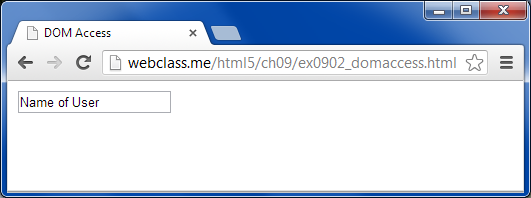 DOM Access
webclass.me/html5/ch09/ex0902_domaccess.html
Name of User